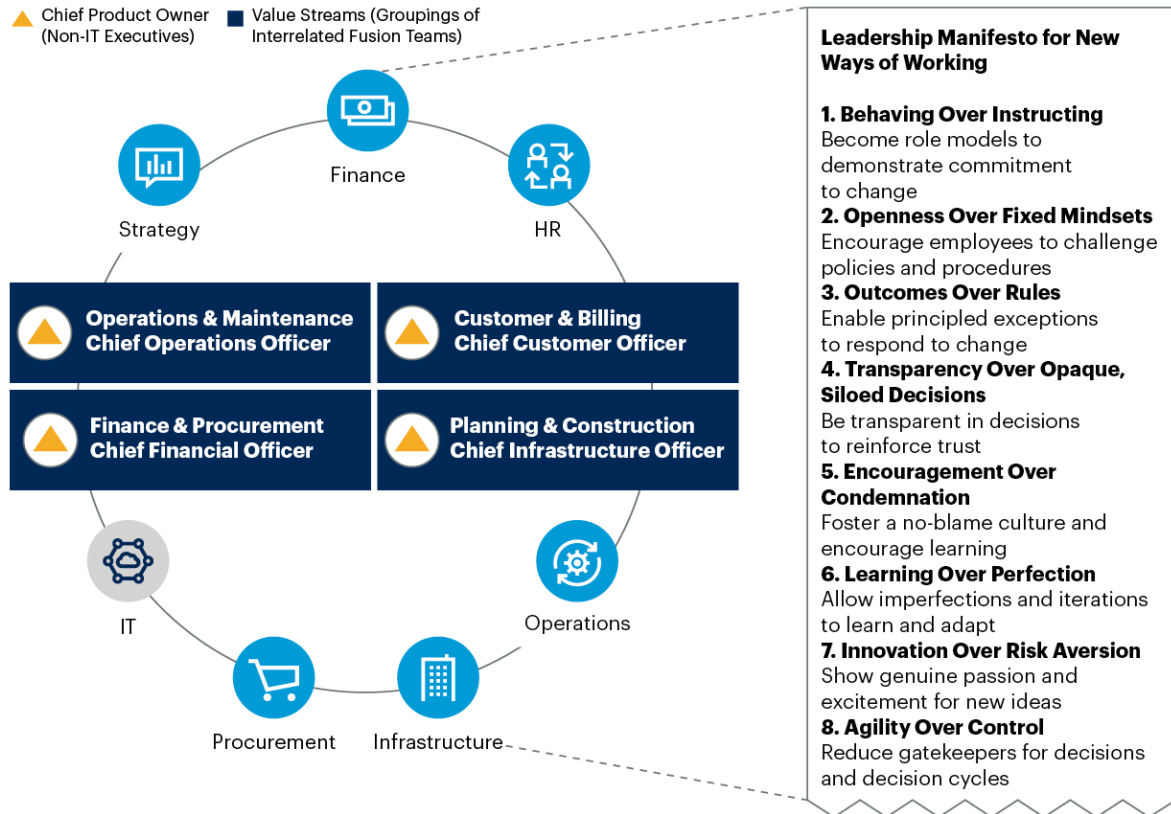 Chief Product Owner
(Non-IT Executives)
Value Streams (Groupings of
Interrelated Fusion Teams)
Finance
Strategy
HR
Operations & Maintenance
Chief Operations Officer
Customer & Billing
Chief Customer Officer
Finance & Procurement
Chief Financial Officer
Planning & Construction
Chief Infrastructure Officer
IT
Operations
Procurement
Infrastructure
Leadership Manifesto for New
Ways of Working
1. Behaving Over Instructing
Become role models to
demonstrate commitment
to change
2. Openness Over Fixed Mindsets
Encourage employees to challenge
policies and procedures
3. Outcomes Over Rules
Enable principled exceptions
to respond to change
4. Transparency Over Opaque,
Siloed Decisions
Be transparent in decisions
to reinforce trust
5. Encouragement Over
Condemnation
Foster a no-blame culture and
encourage learning
6. Learning Over Perfection
Allow imperfections and iterations
to learn and adapt
7. Innovation Over Risk Aversion
Show genuine passion and
excitement for new ideas
8. Agility Over Control
Reduce gatekeepers for decisions
and decision cycles